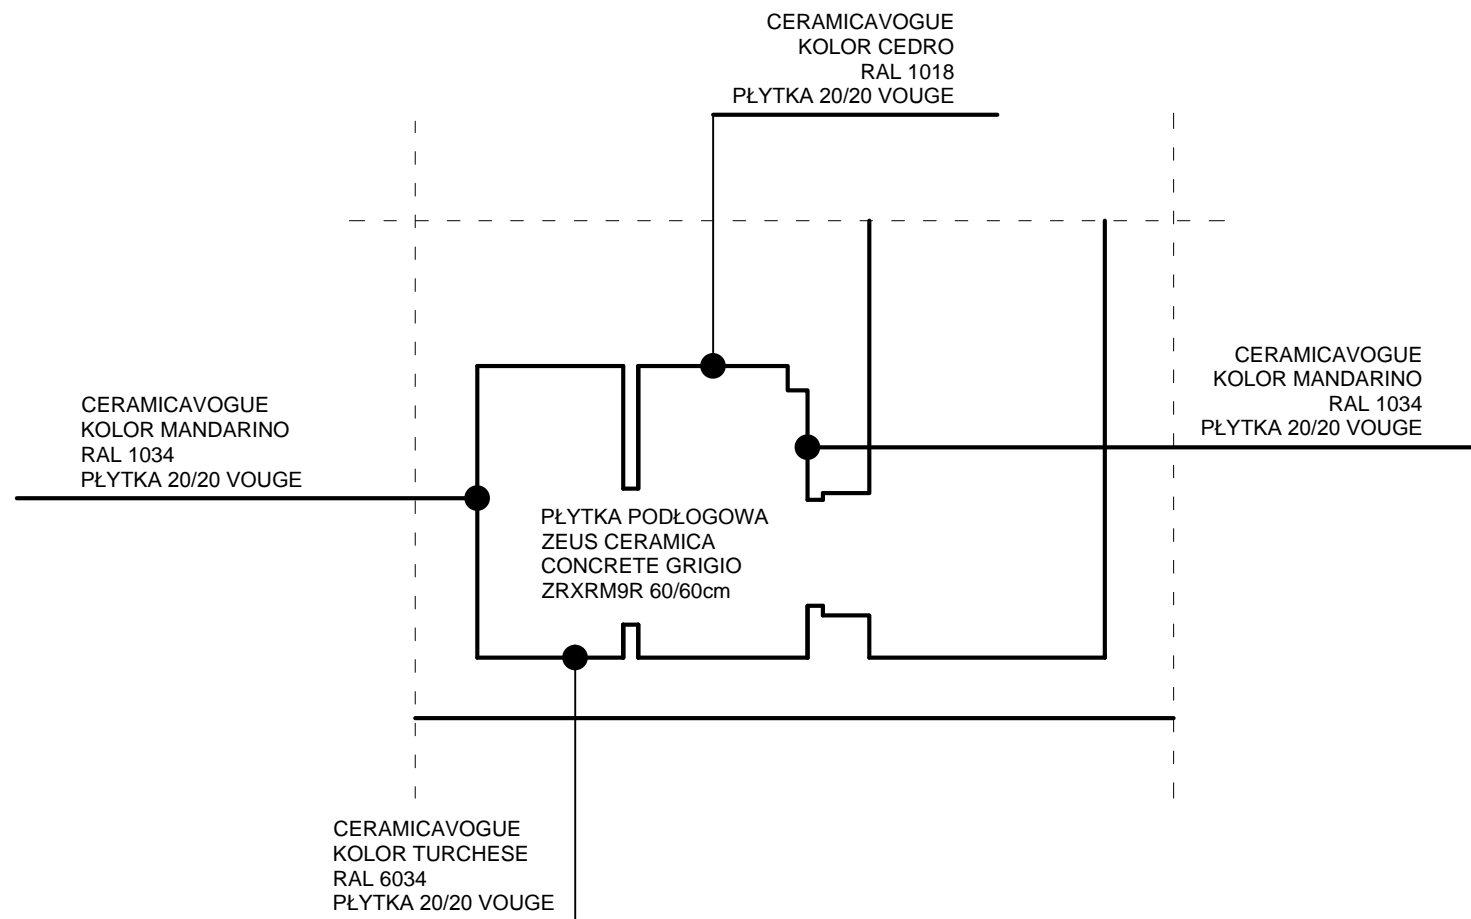 CERAMICAVOGUE
KOLOR CEDRO
RAL 1018
PŁYTKA 20/20 VOUGE
CERAMICAVOGUE
KOLOR MANDARINO
RAL 1034
PŁYTKA 20/20 VOUGE
CERAMICAVOGUE
KOLOR MANDARINO
RAL 1034
PŁYTKA 20/20 VOUGE
PŁYTKA PODŁOGOWA
ZEUS CERAMICA
CONCRETE GRIGIO
ZRXRM9R 60/60cm
CERAMICAVOGUE
KOLOR TURCHESE
RAL 6034
PŁYTKA 20/20 VOUGE